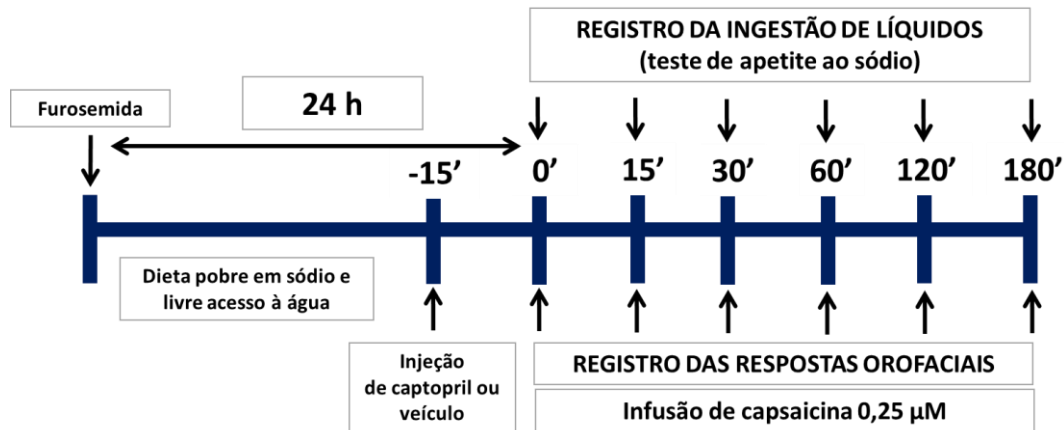 REGISTRO DA INGESTÃO DE LÍQUIDOS
(teste de apetite ao sódio)
24 h
Furosemida
-15’
0’
15’
30’
60’
120’
180’
Dieta pobre em sódio e
livre acesso à água
Injeção
de captopril ou
veículo
REGISTRO DAS RESPOSTAS OROFACIAIS
Infusão de capsaicina 0,25 µM